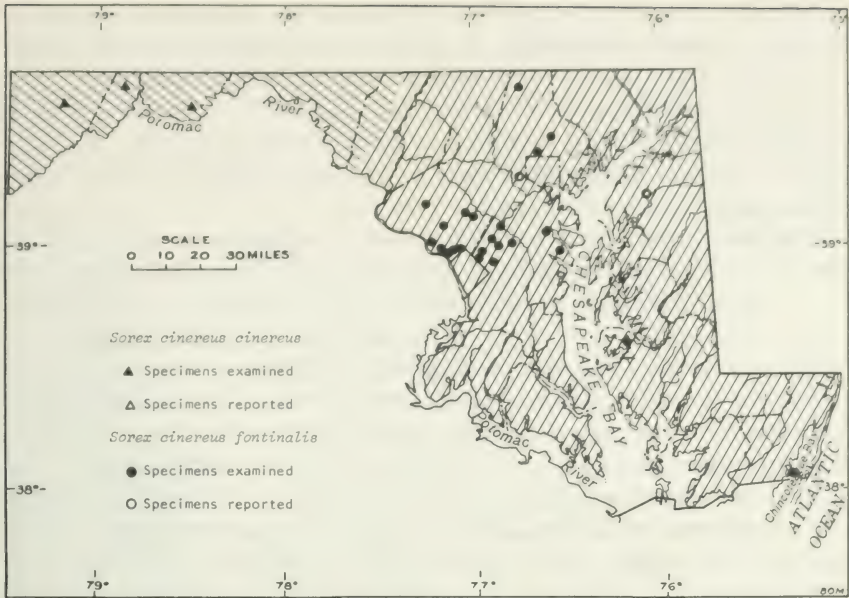 79° 78° 77° 76° 75
Potomac River
39° 39°
SCALE
0 10 20 30 MILES
CHESAPEAKE BAY
Sorex cinereus cinereus
▲ Specimens examined
△ Specimens reported
Sorex cinereus fontinalis
● Specimens examined
○ Specimens reported
Potomac River
Chincoteague Bay
ATLANTIC OCEAN
38° 38°
79° 78° 77° 76°